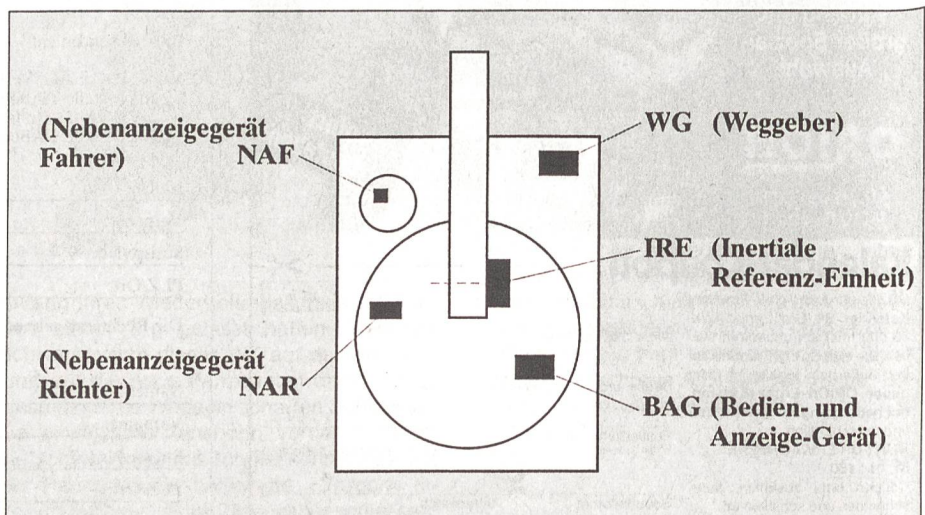 (Nebenanzeigegerät
Fahrer) NAF
WG (Weggeber)
IRE (Inertiale
Referenz-Einheit)
(Nebenanzeigegerät
Richter) NAR
BAG (Bedien- und
Anzeige-Gerät)